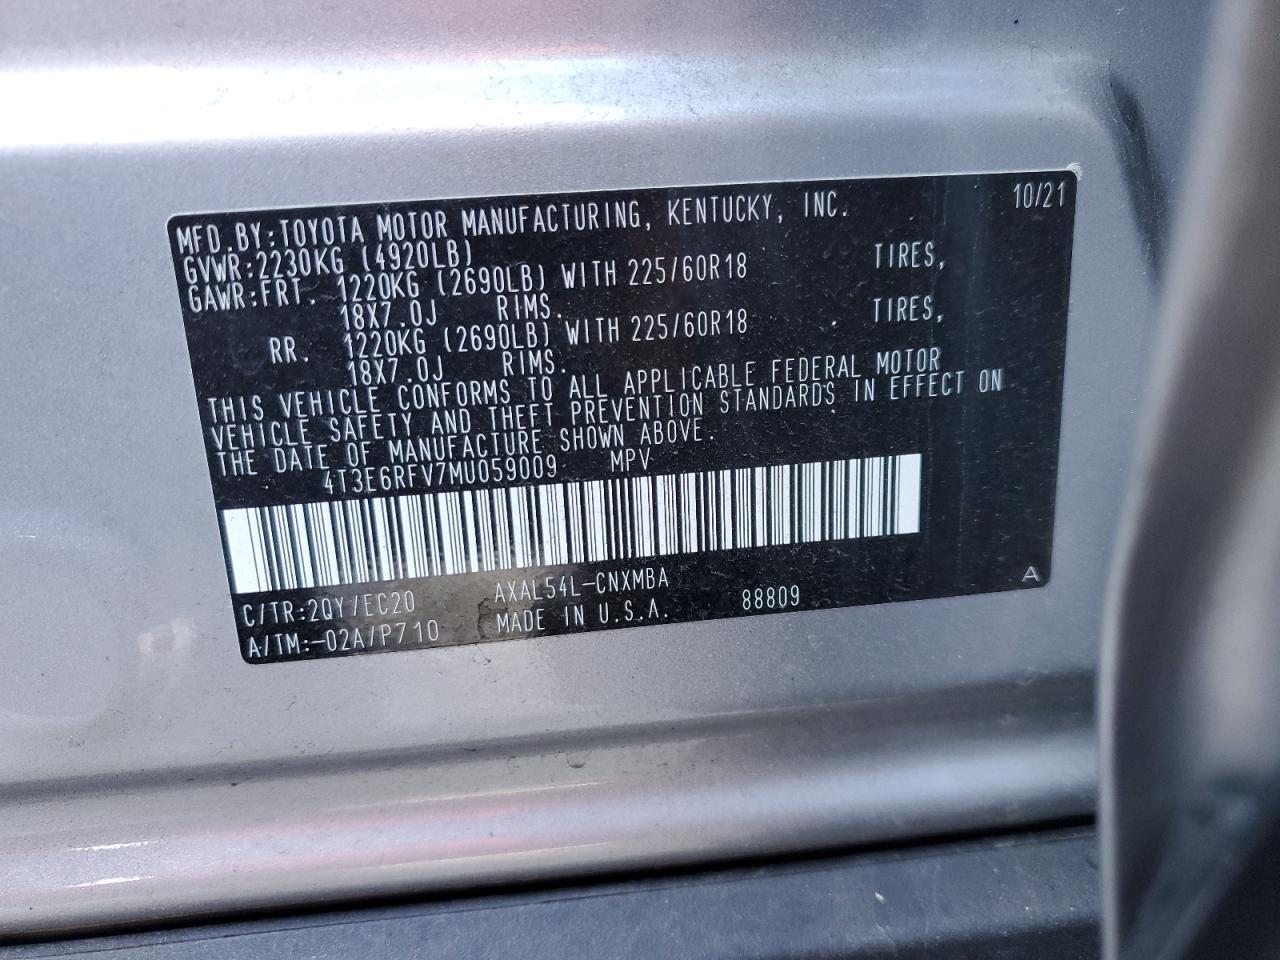 MFD.BY:TOYOTA MOTOR MANUFACTURING, KENTUCKY, INC. 10/21
GVWR:2230KG (4920LB)
GAWR:FRT. 1220KG (2690LB) WITH 225/60R18 TIRES,
18X7.0J RIMS.
RR. 1220KG (2690LB) WITH 225/60R18 TIRES,
18X7.0J RIMS.
THIS VEHICLE CONFORMS TO ALL APPLICABLE FEDERAL MOTOR
VEHICLE SAFETY AND THEFT PREVENTION STANDARDS IN EFFECT ON
THE DATE OF MANUFACTURE SHOWN ABOVE.
4T3E6RFV7MU059009 MPV
C/TR:2QY/EC20 AXAL54L-CNXMBA A
A/TM:-02A/P710 MADE IN U.S.A. 88809